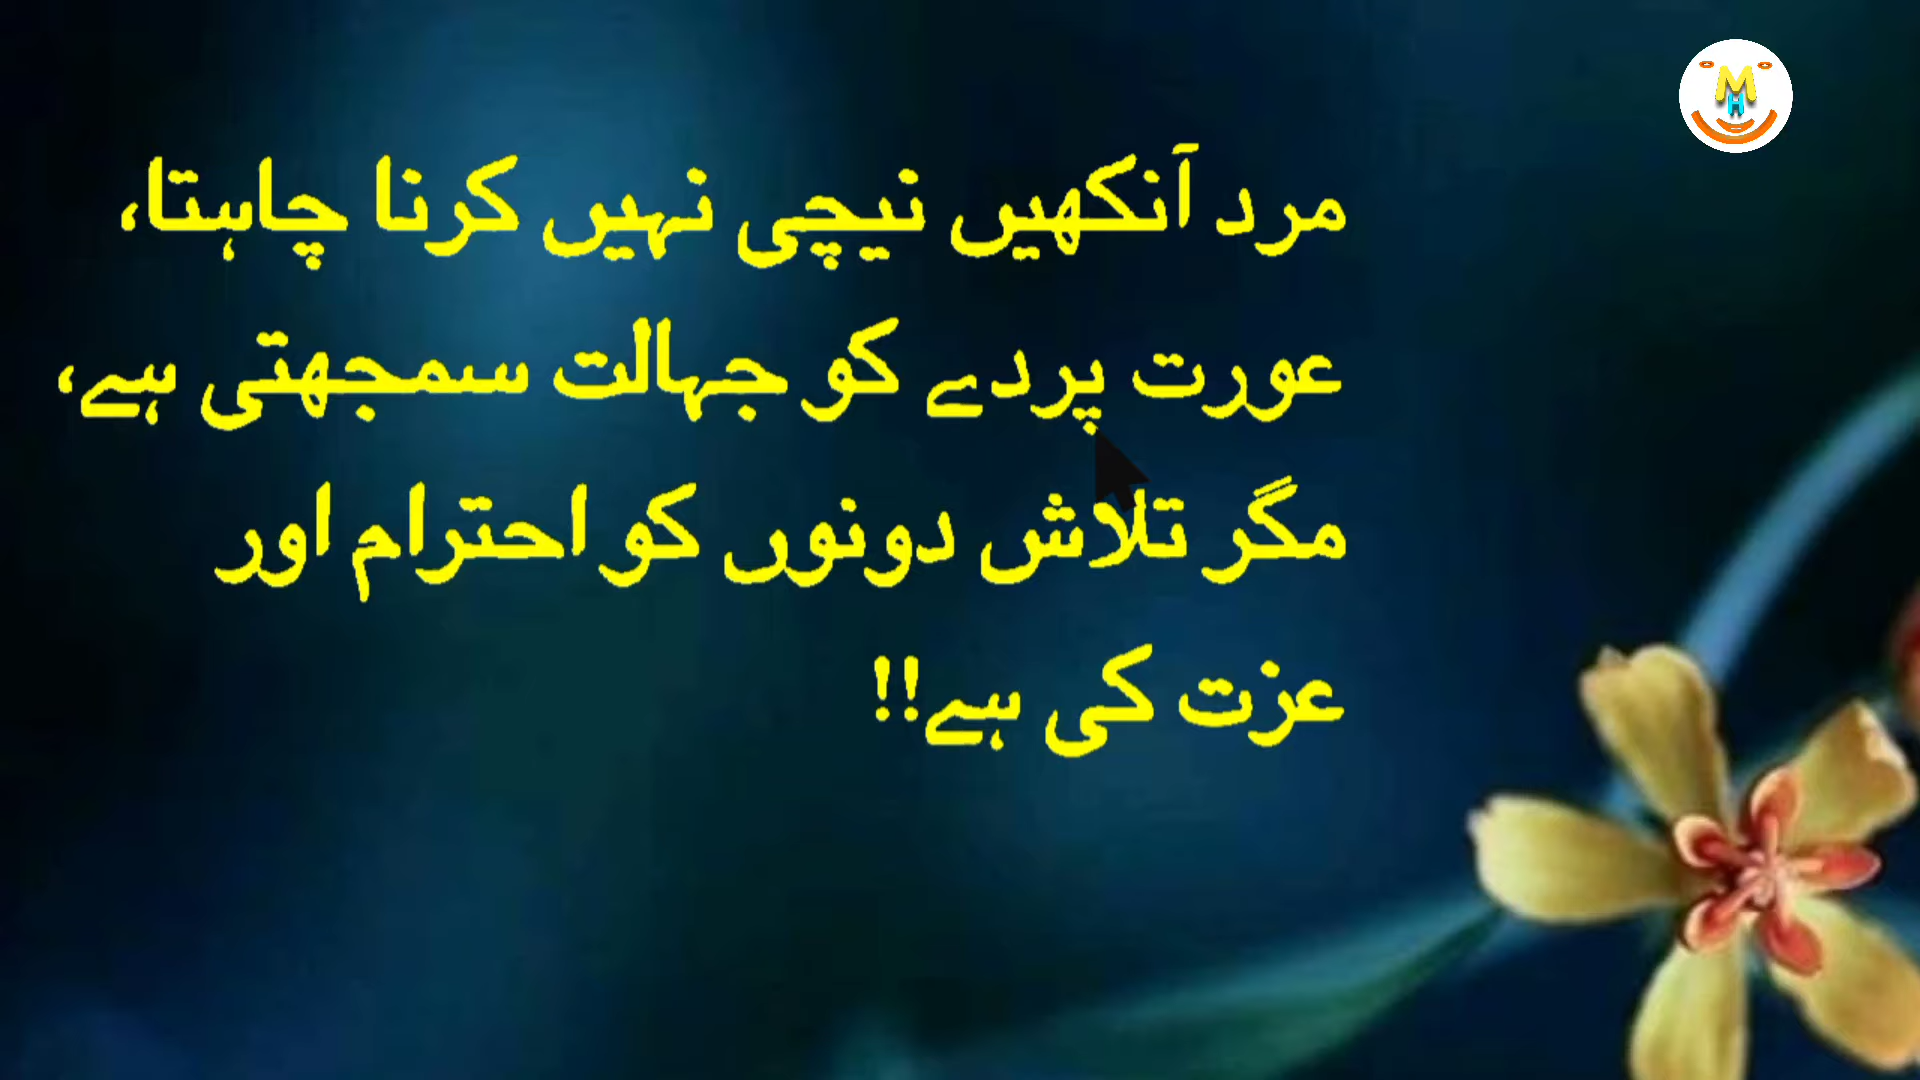 M
H
مرد آنکھیں نیچی نہیں کرنا چاہتا،
عورت پردے کو جہالت سمجھتی ہے،
مگر تلاش دونوں کو احترام اور
عزت کی ہے!!